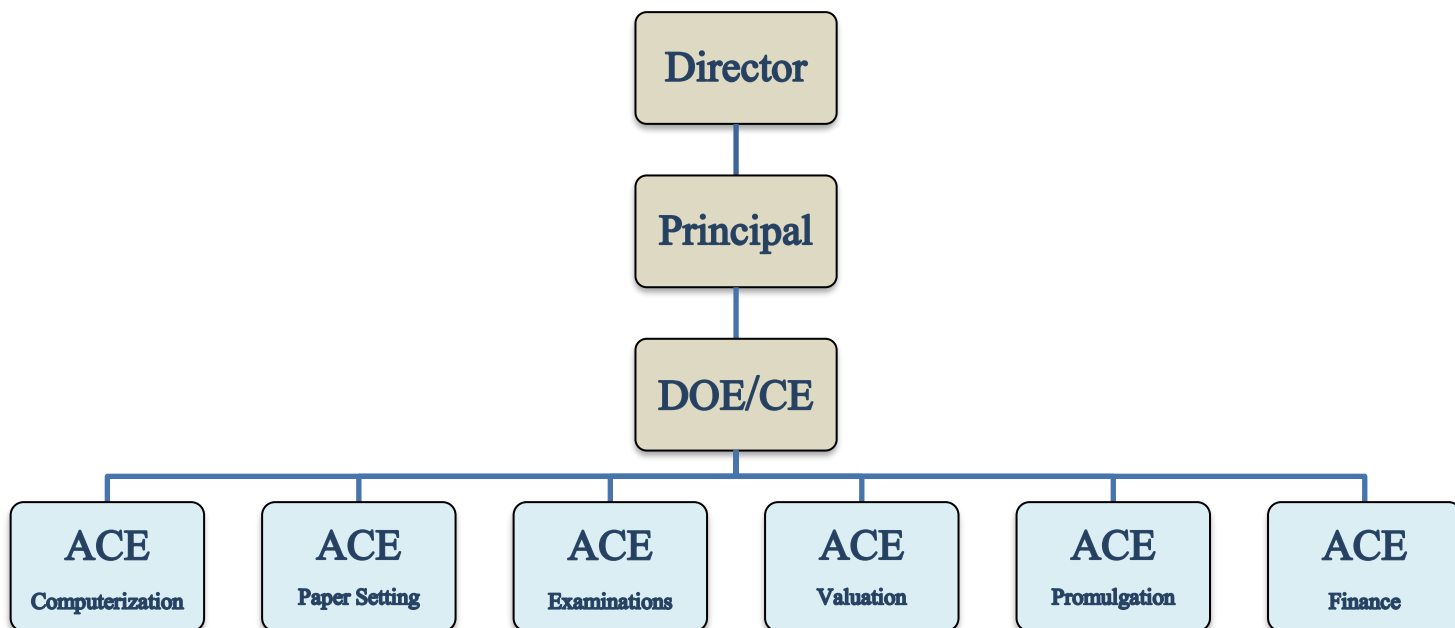 Director
Principal
DOE/CE
ACE
Computerization
ACE
Paper Setting
ACE
Examinations
ACE
Valuation
ACE
Promulgation
ACE
Finance